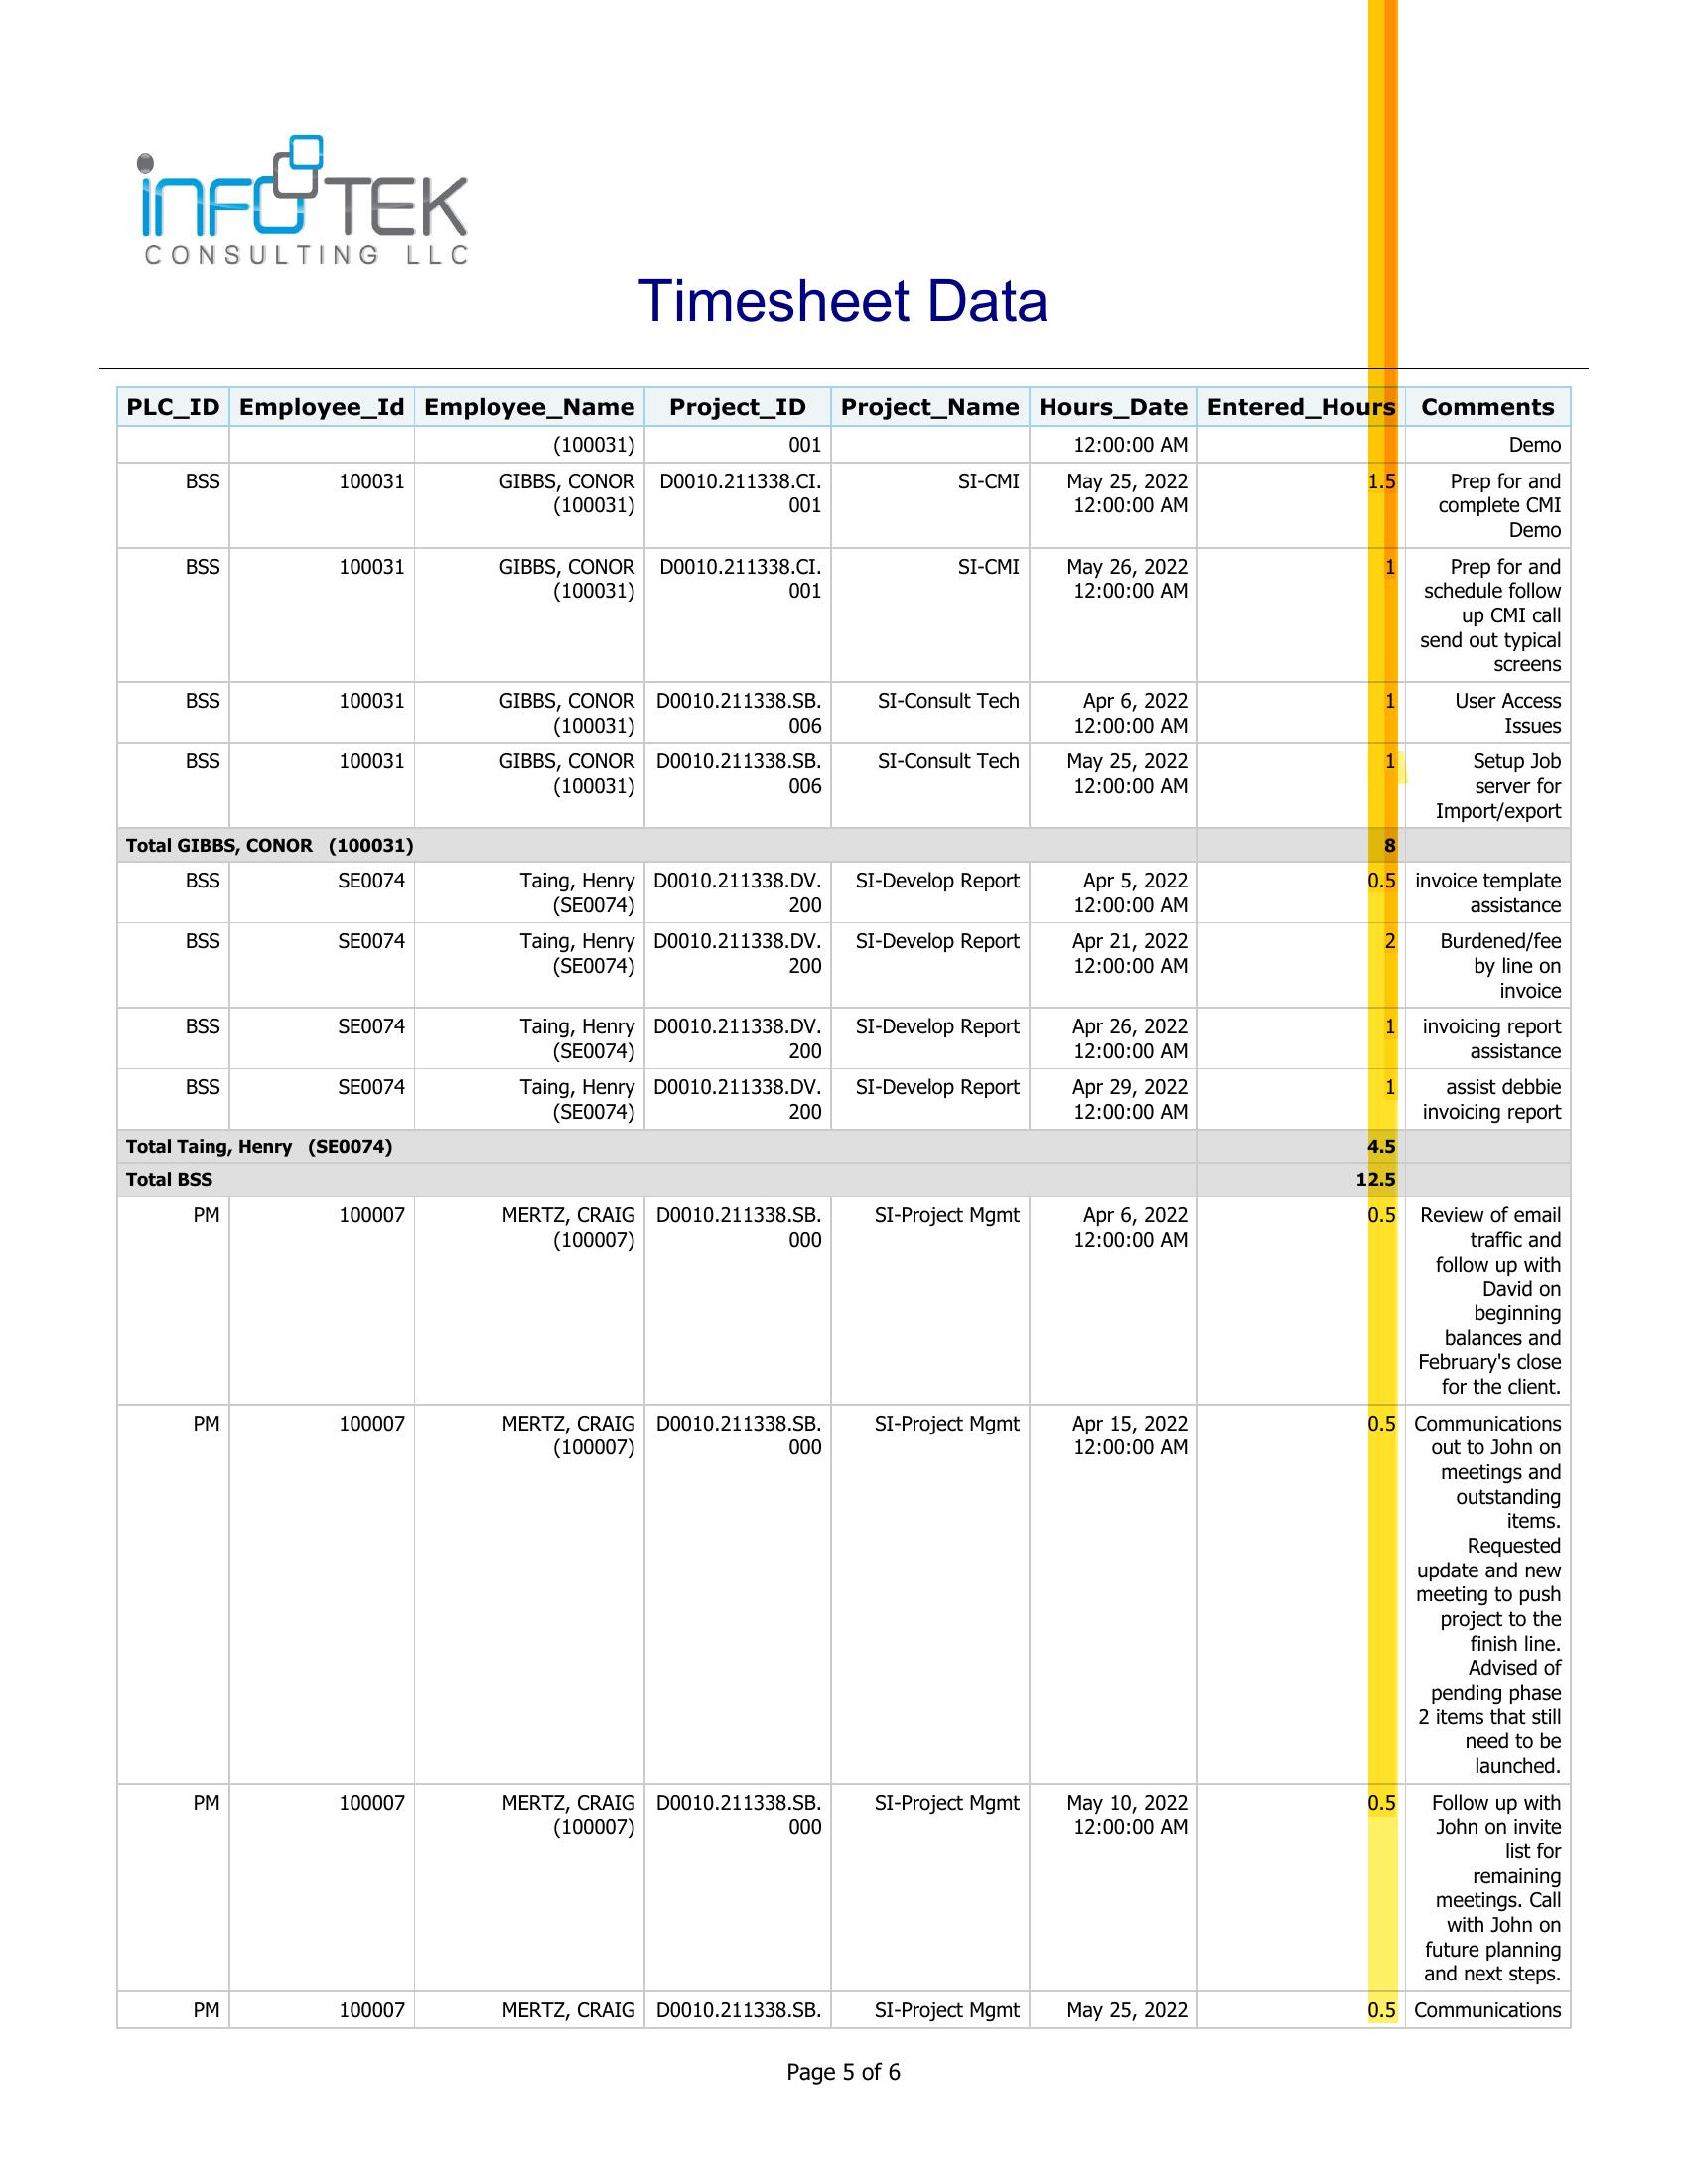 iNFOTEK
CONSULTING LLC
Timesheet Data
PLC_ID Employee_Id Employee_Name Project_ID Project_Name Hours_Date Entered_Hours Comments
(100031) 001 12:00:00 AM Demo
BSS 100031 GIBBS, CONOR D0010.211338.CI. SI-CMI May 25, 2022 1.5 Prep for and
(100031) 001 12:00:00 AM complete CMI
Demo
BSS 100031 GIBBS, CONOR D0010.211338.CI. SI-CMI May 26, 2022 1 Prep for and
(100031) 001 12:00:00 AM schedule follow
up CMI call
send out typical
screens
BSS 100031 GIBBS, CONOR D0010.211338.SB. SI-Consult Tech Apr 6, 2022 1 User Access
(100031) 006 12:00:00 AM Issues
BSS 100031 GIBBS, CONOR D0010.211338.SB. SI-Consult Tech May 25, 2022 1 Setup Job
(100031) 006 12:00:00 AM server for
Import/export
Total GIBBS, CONOR (100031) 8
BSS SE0074 Taing, Henry D0010.211338.DV. SI-Develop Report Apr 5, 2022 0.5 invoice template
(SE0074) 200 12:00:00 AM assistance
BSS SE0074 Taing, Henry D0010.211338.DV. SI-Develop Report Apr 21, 2022 2 Burdened/fee
(SE0074) 200 12:00:00 AM by line on
invoice
BSS SE0074 Taing, Henry D0010.211338.DV. SI-Develop Report Apr 26, 2022 1 invoicing report
(SE0074) 200 12:00:00 AM assistance
BSS SE0074 Taing, Henry D0010.211338.DV. SI-Develop Report Apr 29, 2022 1 assist debbie
(SE0074) 200 12:00:00 AM invoicing report
Total Taing, Henry (SE0074) 4.5
Total BSS 12.5
PM 100007 MERTZ, CRAIG D0010.211338.SB. SI-Project Mgmt Apr 6, 2022 0.5 Review of email
(100007) 000 12:00:00 AM traffic and
follow up with
David on
beginning
balances and
February's close
for the client.
PM 100007 MERTZ, CRAIG D0010.211338.SB. SI-Project Mgmt Apr 15, 2022 0.5 Communications
(100007) 000 12:00:00 AM out to John on
meetings and
outstanding
items.
Requested
update and new
meeting to push
project to the
finish line.
Advised of
pending phase
2 items that still
need to be
launched.
PM 100007 MERTZ, CRAIG D0010.211338.SB. SI-Project Mgmt May 10, 2022 0.5 Follow up with
(100007) 000 12:00:00 AM John on invite
list for
remaining
meetings. Call
with John on
future planning
and next steps.
PM 100007 MERTZ, CRAIG D0010.211338.SB. SI-Project Mgmt May 25, 2022 0.5 Communications
Page 5 of 6